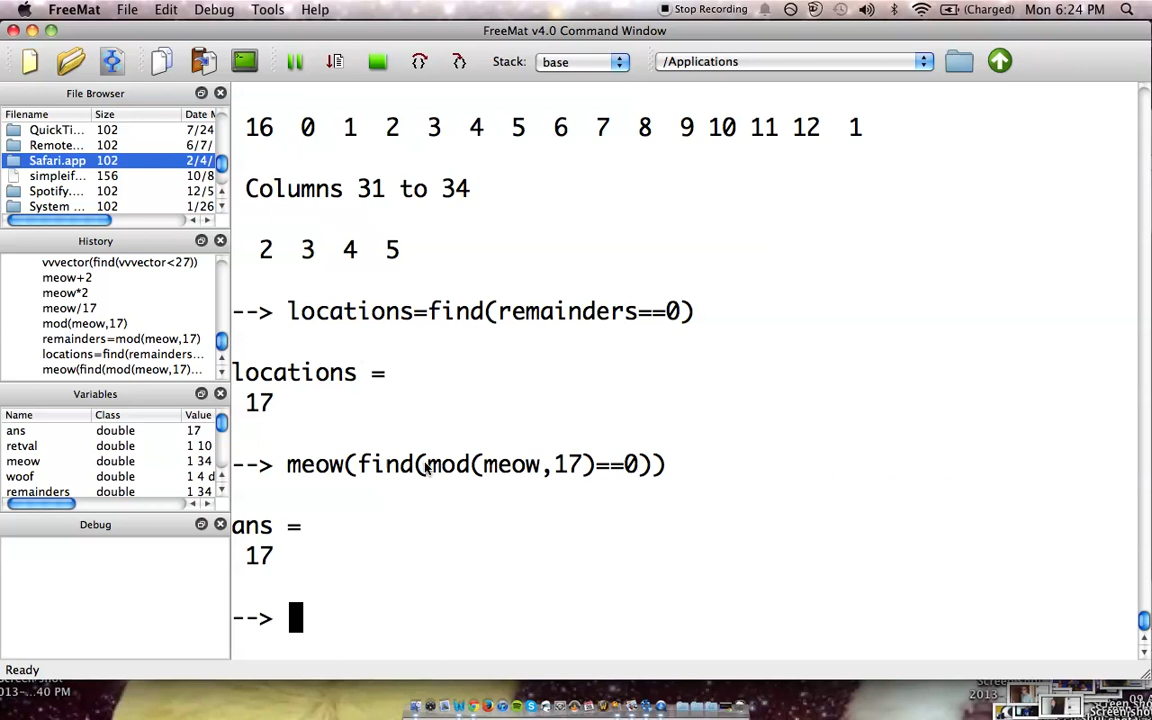 FreeMat File Edit Debug Tools Help Stop Recording (Charged) Mon 6:24 PM
FreeMat v4.0 Command Window
Stack: base /Applications
File Browser
Filename Size Date M
QuickTi... 102 7/24
Remote... 102 6/7/
Safari.app 102 2/4/
simpleif... 156 10/8
Spotify.... 102 12/5
System ... 102 1/26
History
vvvector(find(vvvector<27))
meow+2
meow*2
meow/17
mod(meow,17)
remainders=mod(meow,17)
locations=find(remainders...
meow(find(mod(meow,17)...
Variables
Name Class Value
ans double 17
retval double 1 10
meow double 1 34
woof double 1 4 d
remainders double 1 34
Debug
16 0 1 2 3 4 5 6 7 8 9 10 11 12 1
Columns 31 to 34
2 3 4 5
--> locations=find(remainders==0)
locations =
17
--> meow(find(mod(meow,17)==0))
ans =
17
-->
Ready
2013-...40 PM
Screen shot
2013-